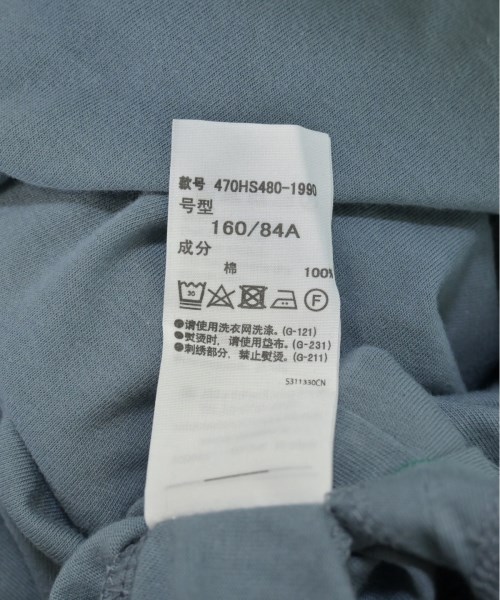 款号 470HS480-1990
号型
160/84A
成分
棉 100%
30 F
●请使用洗衣网洗涤。(G-121)
●熨烫时，请使用垫布。(G-231)
●刺绣部分，禁止熨烫。(G-211)
S311330CN